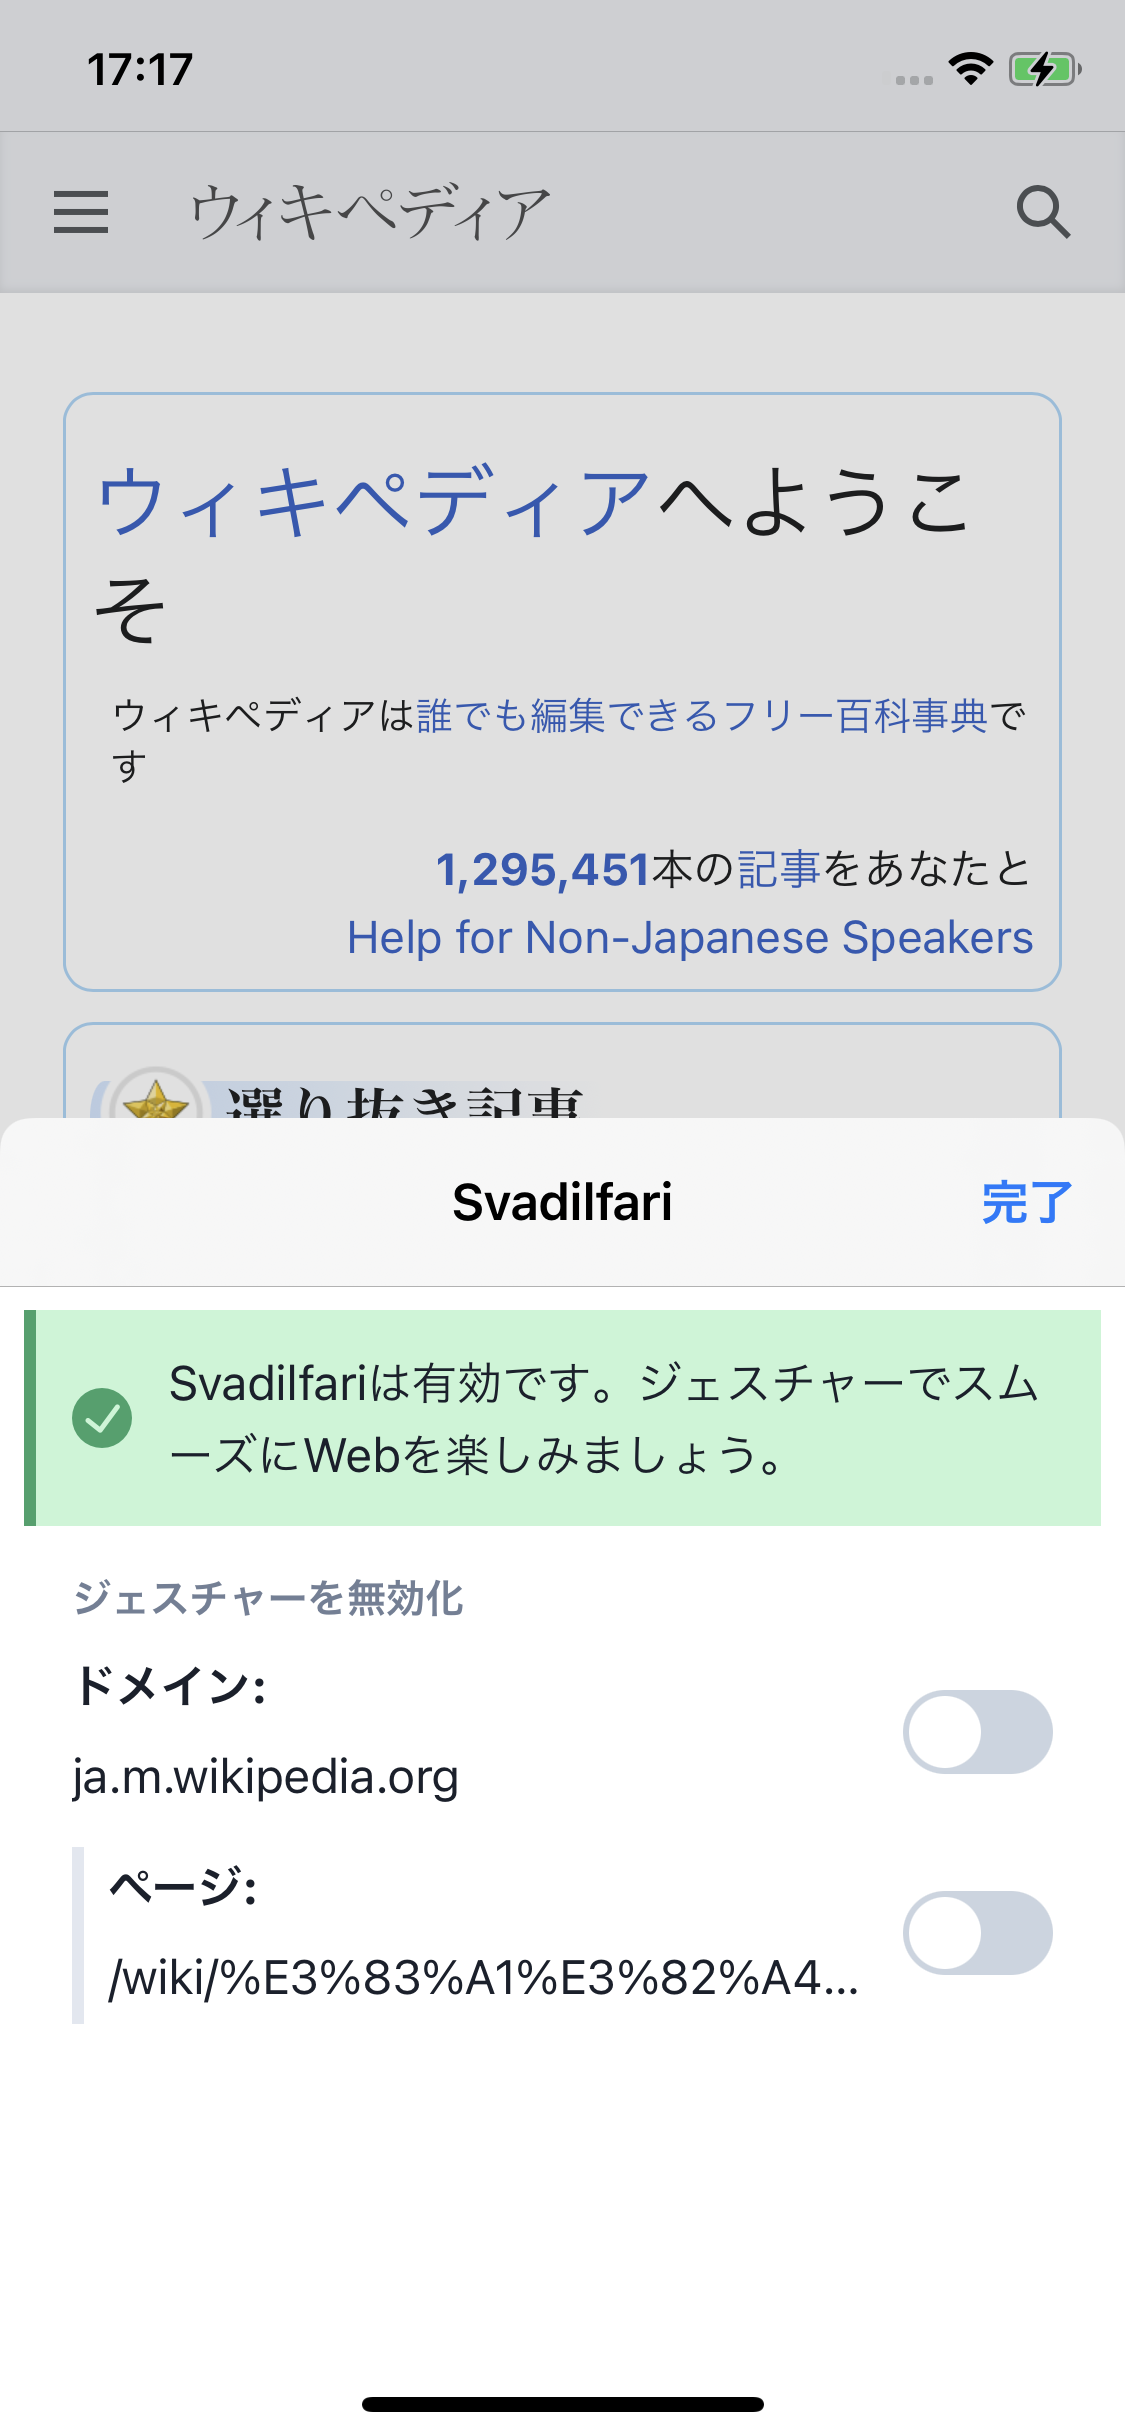 17:17
ウィキペディア
ウィキペディアへようこ
そ
ウィキペディアは誰でも編集できるフリー百科事典で
す
1,295,451本の記事をあなたと
Help for Non-Japanese Speakers
選り抜き記事
Svadilfari
完了
Svadilfariは有効です。ジェスチャーでスム
ーズにWebを楽しみましょう。
ジェスチャーを無効化
ドメイン:
ja.m.wikipedia.org
ページ:
/wiki/%E3%83%A1%E3%82%A4...